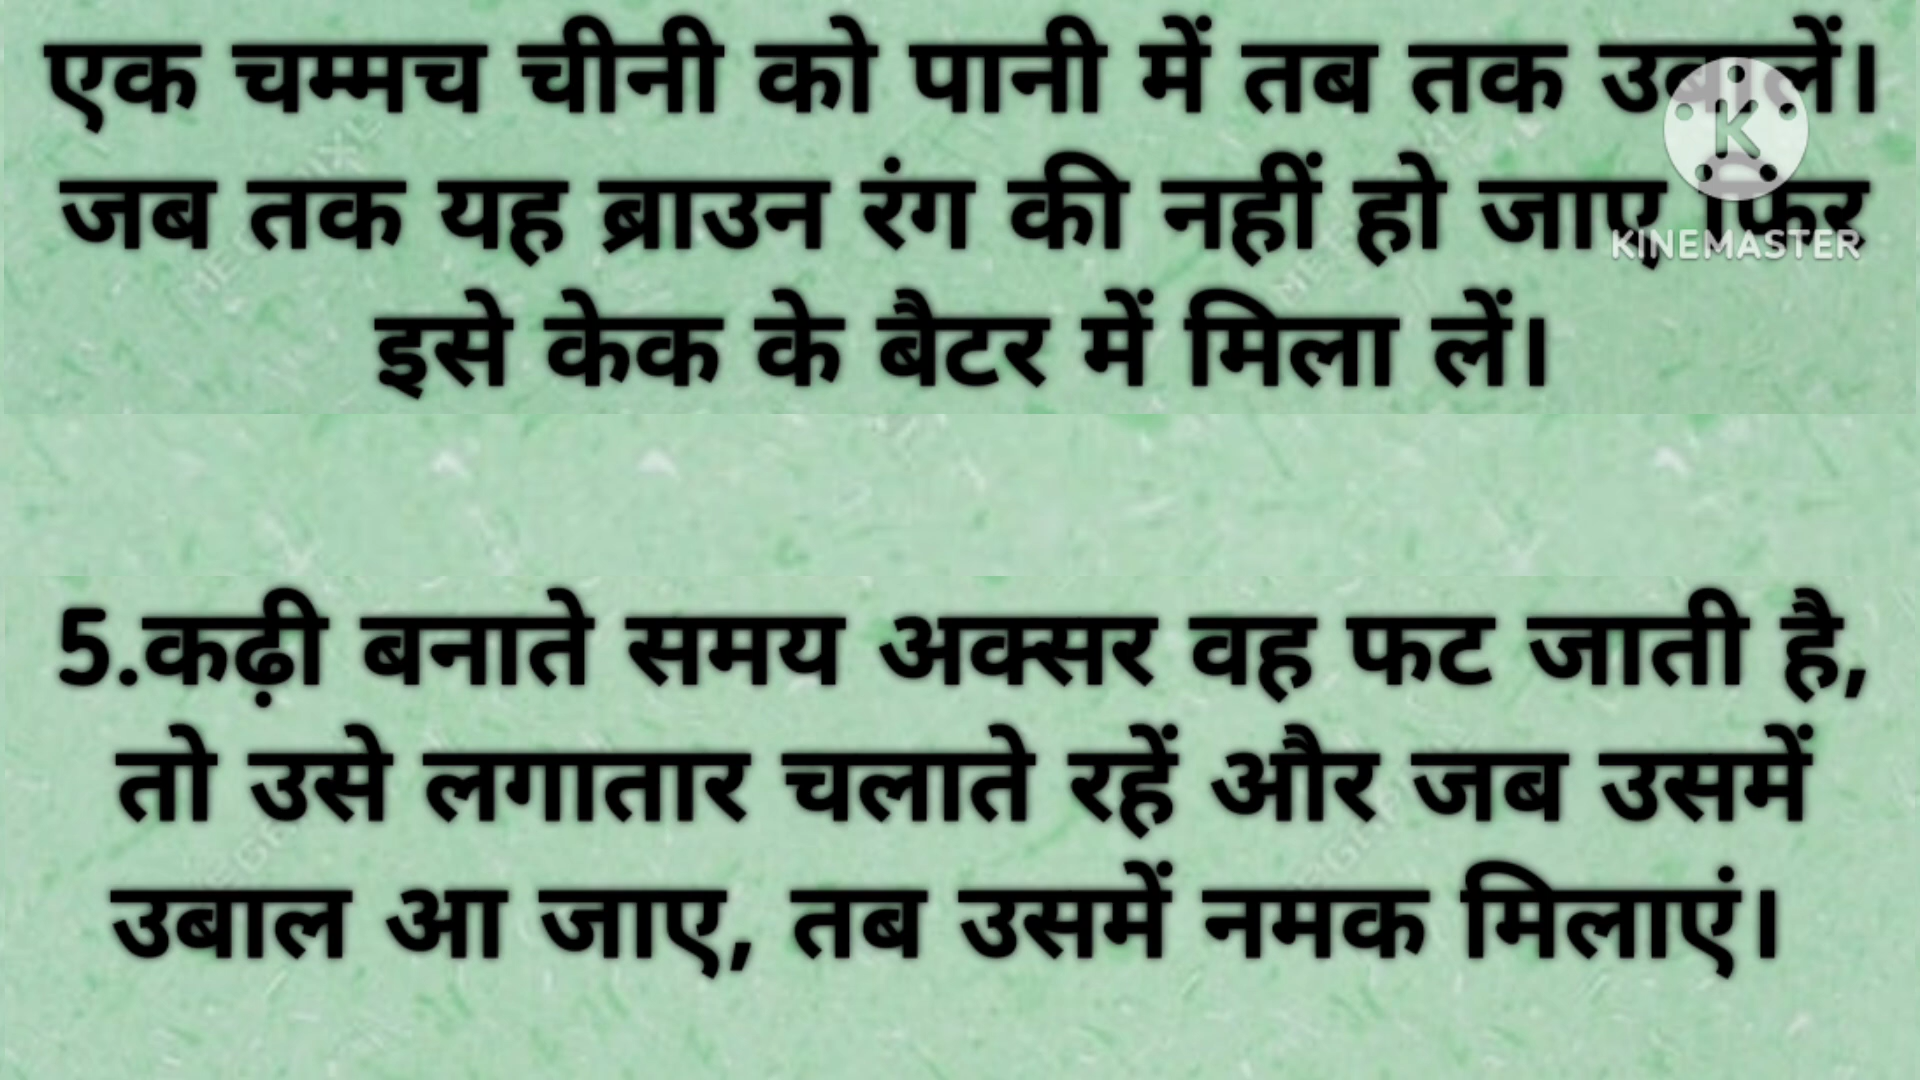 एक चम्मच चीनी को पानी में तब तक उबालें।
जब तक यह ब्राउन रंग की नहीं हो जाए फिर
KINEMASTER
इसे केक के बैटर में मिला लें।
5.कढ़ी बनाते समय अक्सर वह फट जाती है,
तो उसे लगातार चलाते रहें और जब उसमें
उबाल आ जाए, तब उसमें नमक मिलाएं।